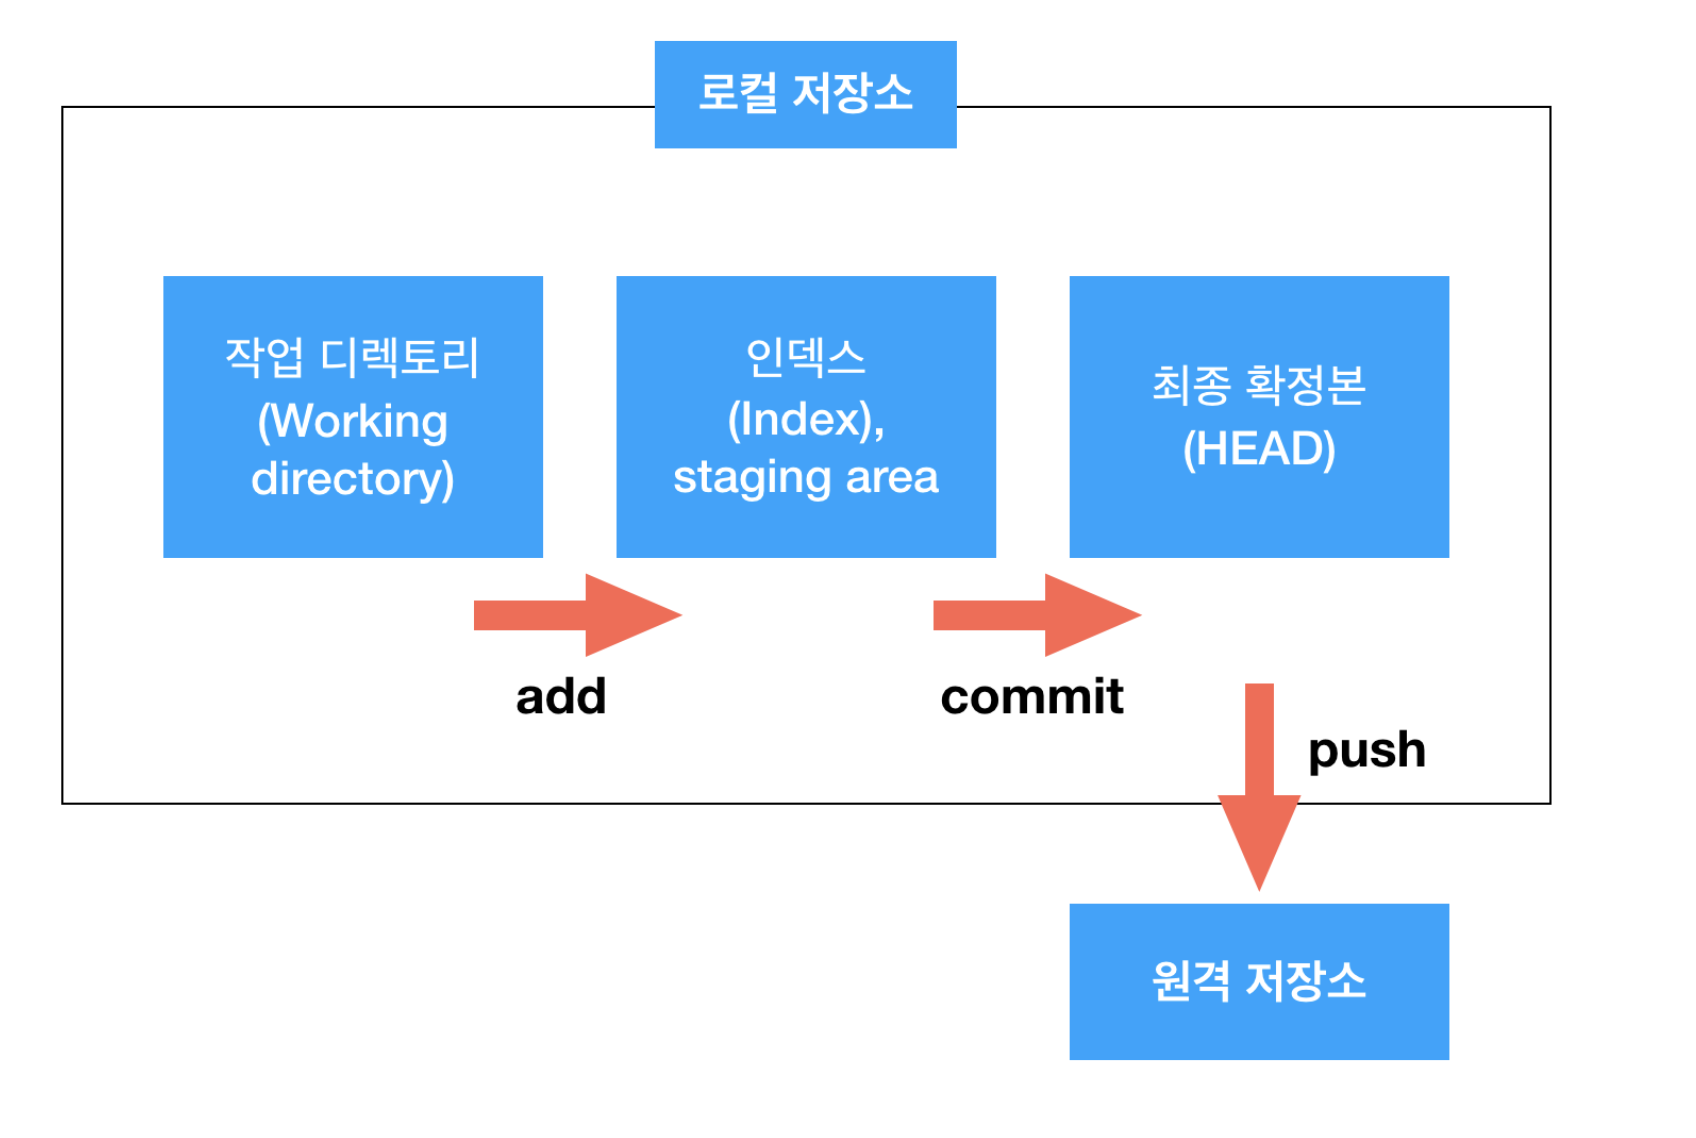 로컬 저장소
작업 디렉토리
(Working
directory)
인덱스
(Index),
staging area
최종 확정본
(HEAD)
add
commit
push
원격 저장소